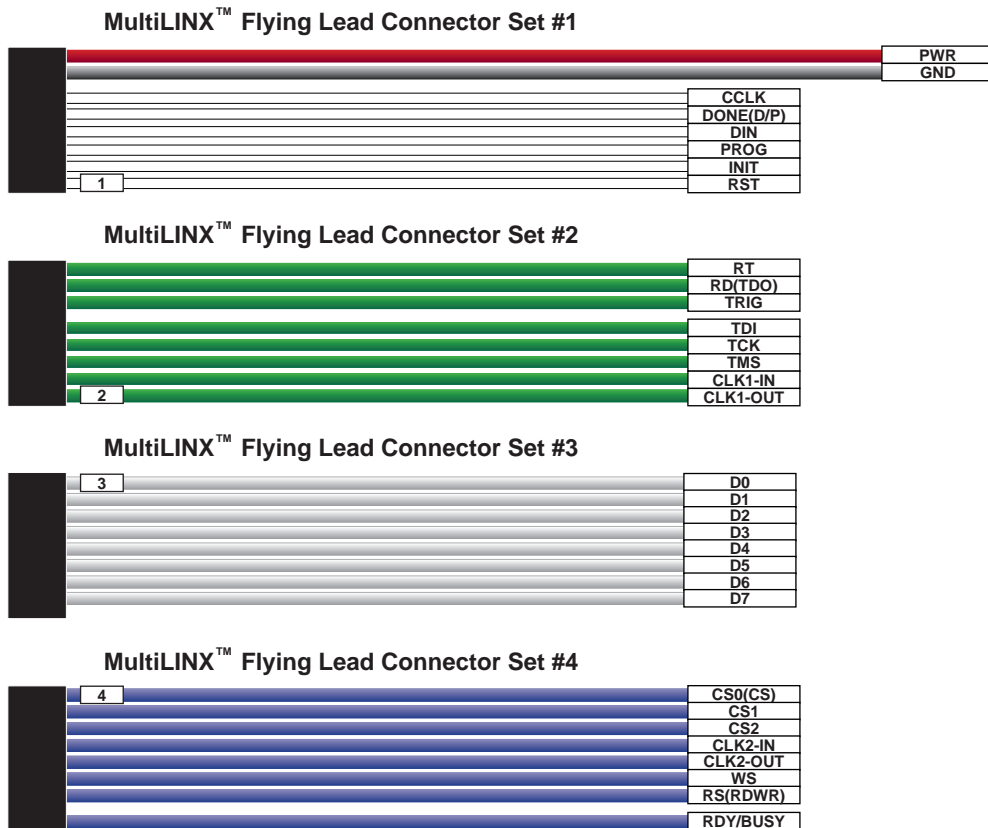 MultiLINX™ Flying Lead Connector Set #1
PWR
GND
CCLK
DONE(D/P)
DIN
PROG
INIT
1
RST
MultiLINX™ Flying Lead Connector Set #2
RT
RD(TDO)
TRIG
TDI
TCK
TMS
CLK1-IN
2
CLK1-OUT
MultiLINX™ Flying Lead Connector Set #3
3
D0
D1
D2
D3
D4
D5
D6
D7
MultiLINX™ Flying Lead Connector Set #4
4
CS0(CS)
CS1
CS2
CLK2-IN
CLK2-OUT
WS
RS(RDWR)
RDY/BUSY